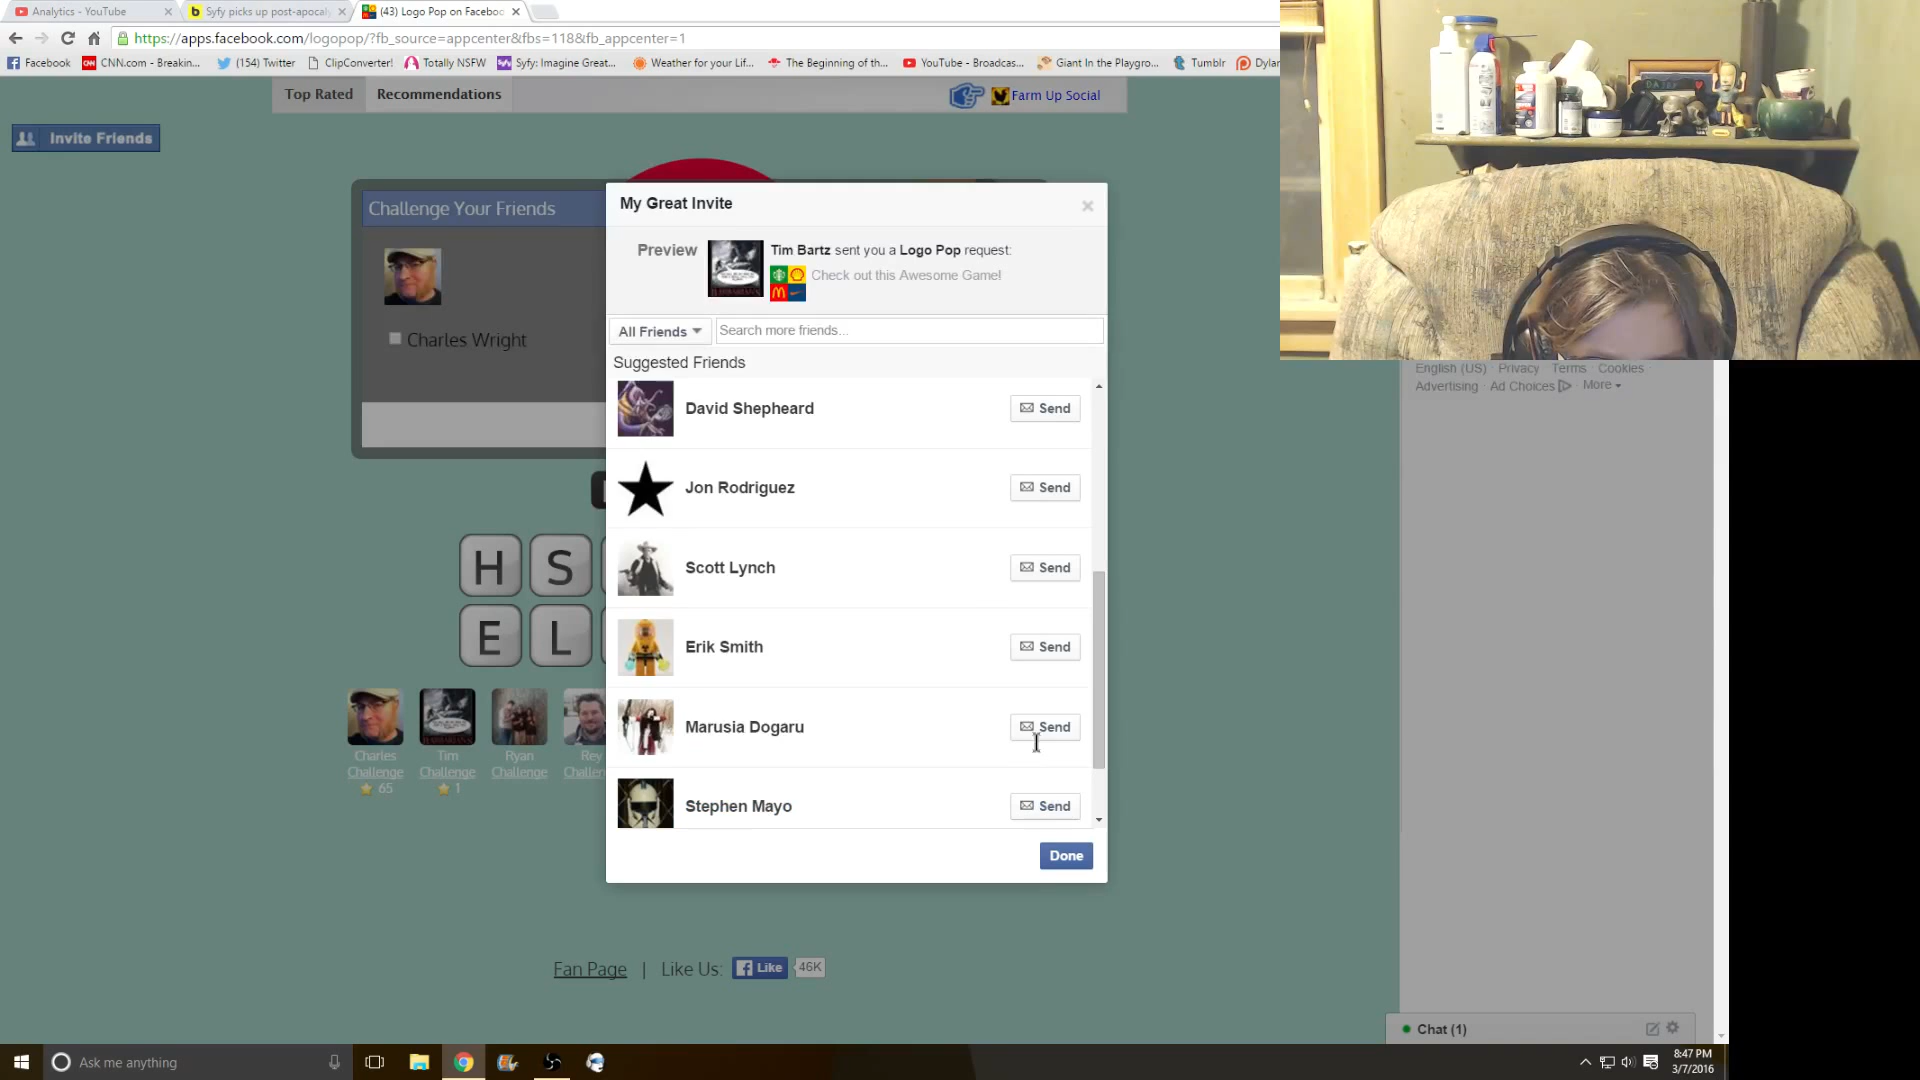 Analytics - YouTube
Syfy picks up post-apocal
(43) Logo Pop on Faceboo
https://apps.facebook.com/logopop/?fb_source=appcenter&fbs=118&fb_appcenter=1
Facebook
CNN.com - Breakin...
(154) Twitter
ClipConverter!
Totally NSFW
Syfy: Imagine Great...
Weather for your Lif...
The Beginning of th...
YouTube - Broadcas...
Giant In the Playgro...
Tumblr
Dylan
Top Rated
Recommendations
Farm Up Social
Invite Friends
Challenge Your Friends
Charles Wright
My Great Invite
Preview
Tim Bartz sent you a Logo Pop request:
Check out this Awesome Game!
All Friends
Search more friends...
Suggested Friends
David Shepheard
Send
Jon Rodriguez
Send
Scott Lynch
Send
Erik Smith
Send
Marusia Dogaru
Send
Stephen Mayo
Send
Done
H S
E L
Charles
Challenge
65
Tim
Challenge
1
Ryan
Challenge
Rey
Challen
Fan Page | Like Us:
Like
46K
English (US) · Privacy · Terms · Cookies ·
Advertising · Ad Choices · More
Chat (1)
Ask me anything
8:47 PM
3/7/2016